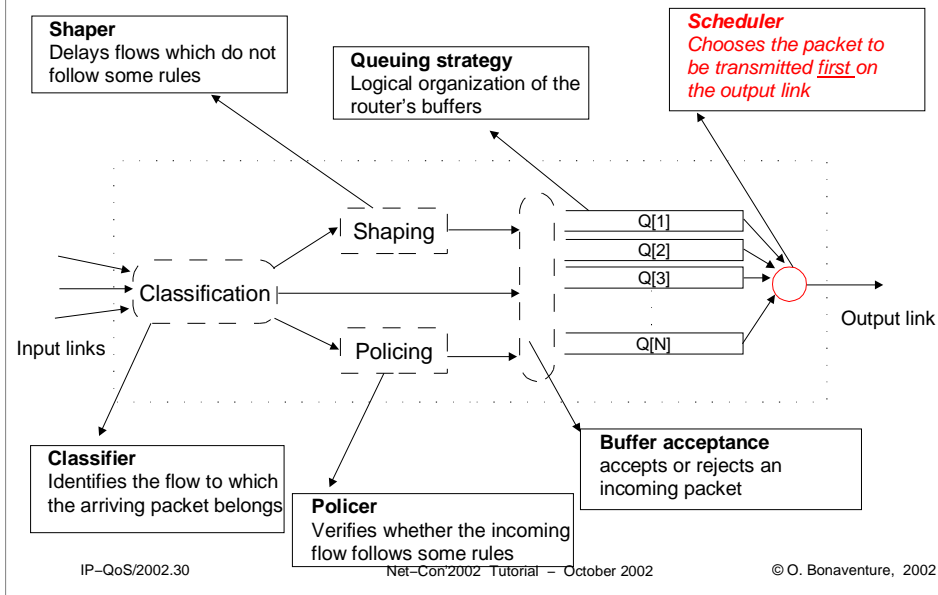 Shaper
Delays flows which do not
follow some rules
Queuing strategy
Logical organization of the
router's buffers
Scheduler
Chooses the packet to
be transmitted first on
the output link
Shaping
Classification
Policing
Input links
Q[1]
Q[2]
Q[3]
Q[N]
Output link
Classifier
Identifies the flow to which
the arriving packet belongs
Policer
Verifies whether the incoming
flow follows some rules
Buffer acceptance
accepts or rejects an
incoming packet
IP−QoS/2002.30
Net−Con'2002 Tutorial − October 2002
© O. Bonaventure, 2002